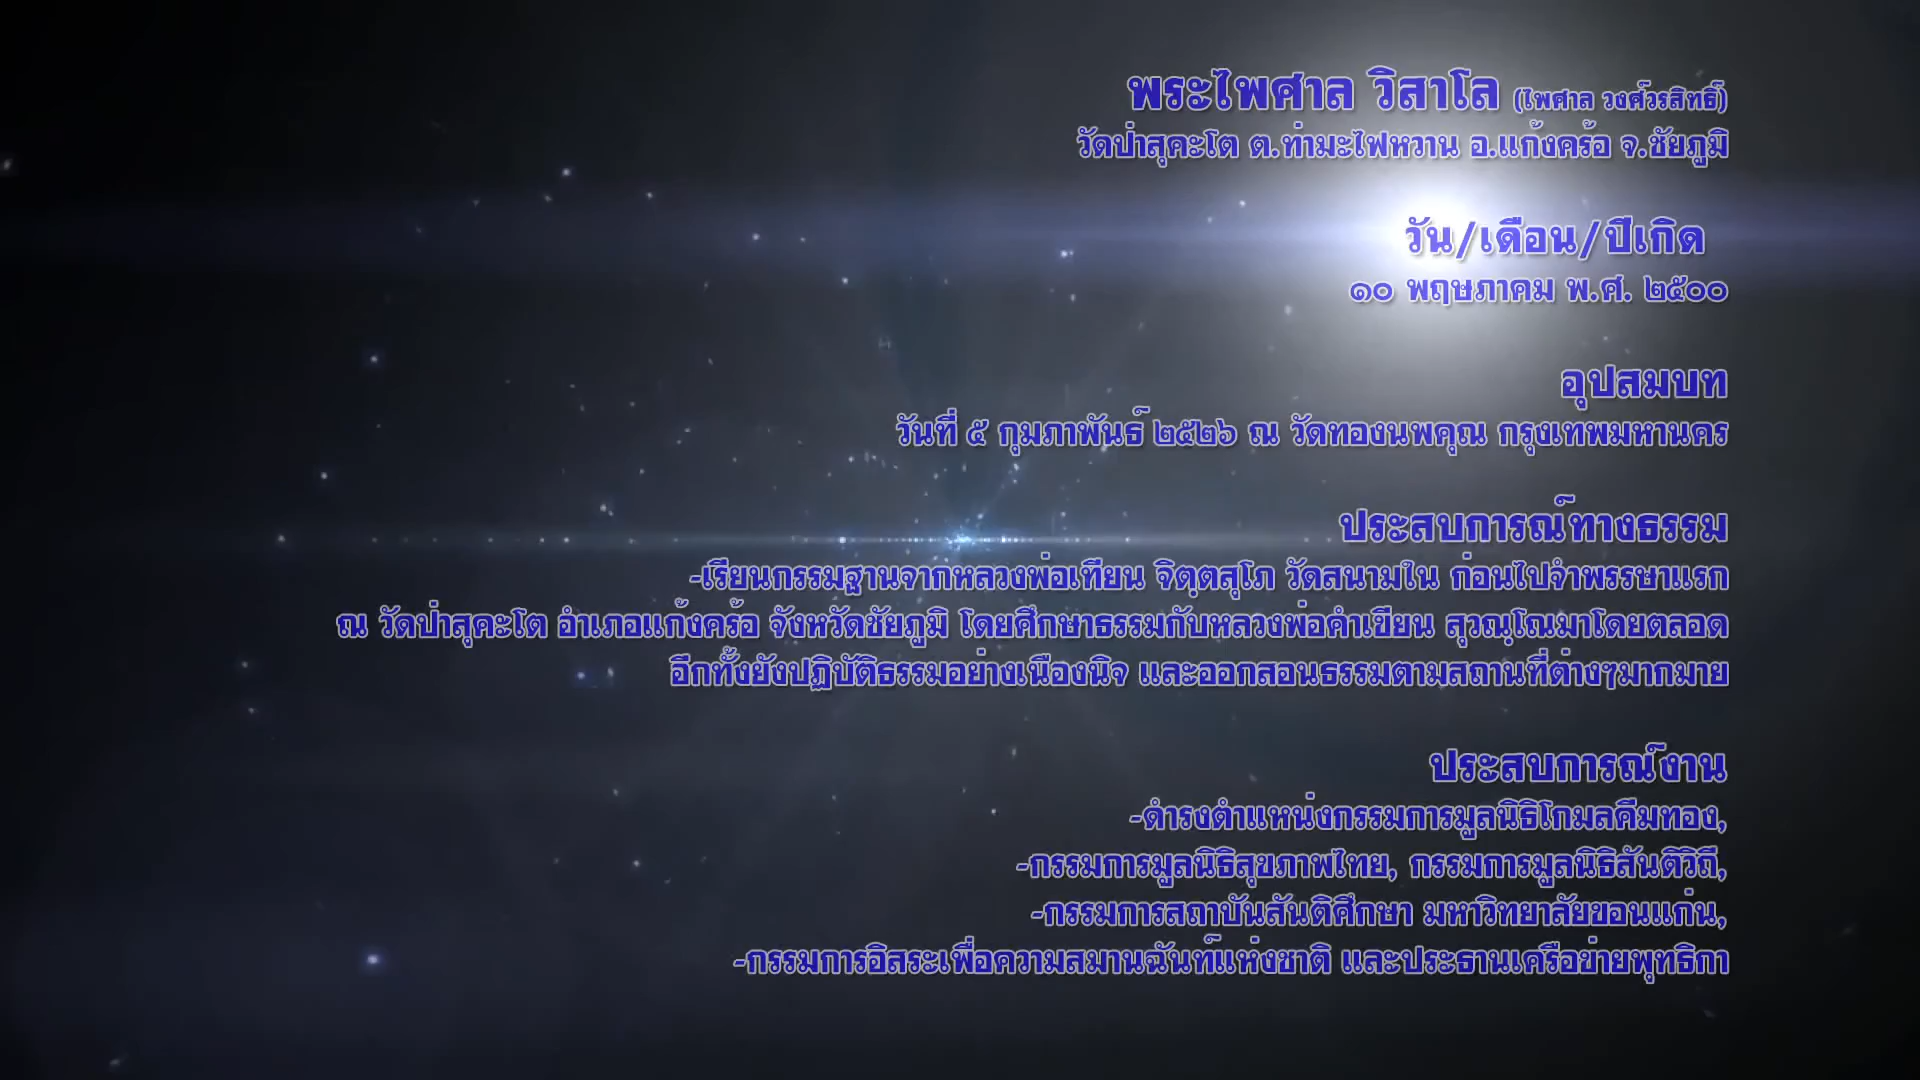 พระไพศาล วิสาโล (ไพศาล วงศ์วรสิทธิ์)
วัดป่าสุคะโต ต.ท่ามะไฟหวาน อ.แก้งคร้อ จ.ชัยภูมิ
วัน/เดือน/ปีเกิด
๑๐ พฤษภาคม พ.ศ. ๒๕๐๐
อุปสมบท
วันที่ ๕ กุมภาพันธ์ ๒๕๒๖ ณ วัดทองนพคุณ กรุงเทพมหานคร
ประสบการณ์ทางธรรม
-เรียนกรรมฐานจากหลวงพ่อเทียน จิตฺตสุโภ วัดสนามใน ก่อนไปจำพรรษาแรก
ณ วัดป่าสุคะโต อำเภอแก้งคร้อ จังหวัดชัยภูมิ โดยศึกษาธรรมกับหลวงพ่อคำเขียน สุวณฺโณมาโดยตลอด
อีกทั้งยังปฏิบัติธรรมอย่างเนืองนิจ และออกสอนธรรมตามสถานที่ต่างๆมากมาย
ประสบการณ์งาน
-ดำรงตำแหน่งกรรมการมูลนิธิโกมลคีมทอง,
-กรรมการมูลนิธิสุขภาพไทย, กรรมการมูลนิธิสันติวิถี,
-กรรมการสถาบันสันติศึกษา มหาวิทยาลัยขอนแก่น,
-กรรมการอิสระเพื่อความสมานฉันท์แห่งชาติ และประธานเครือข่ายพุทธิกา